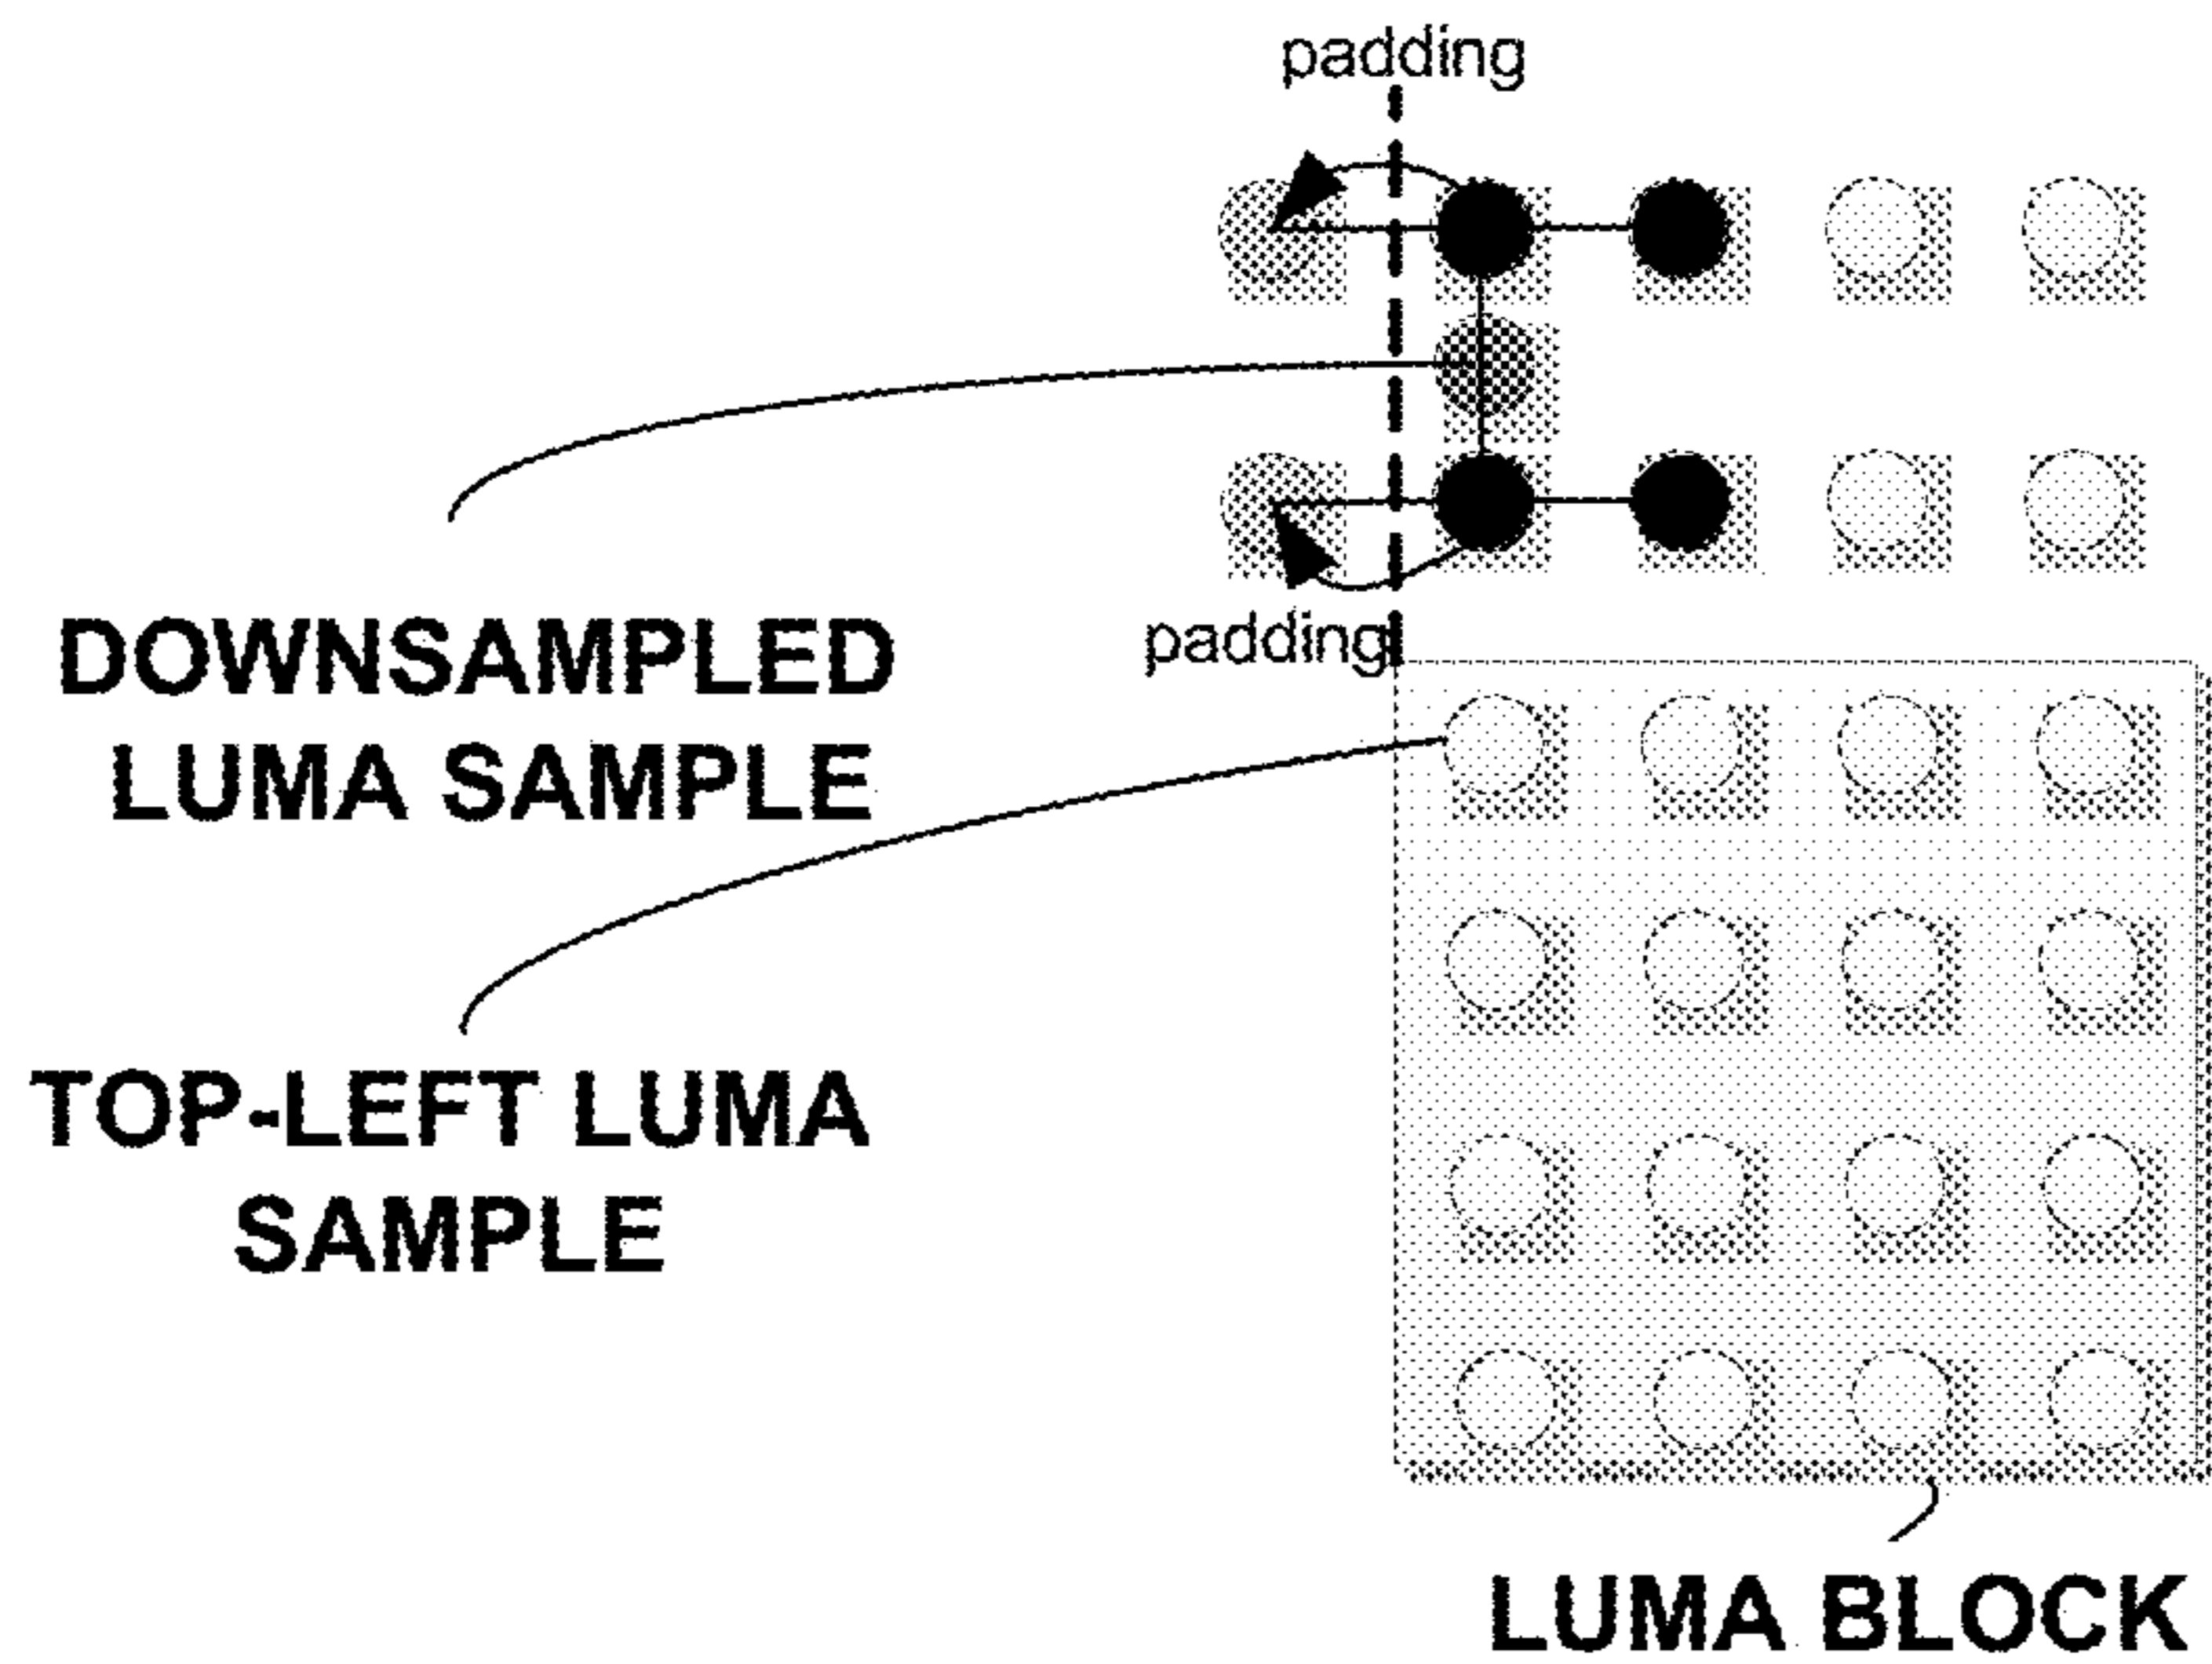 padding
padding
DOWNSAMPLED
LUMA SAMPLE
TOP-LEFT LUMA
SAMPLE
LUMA BLOCK